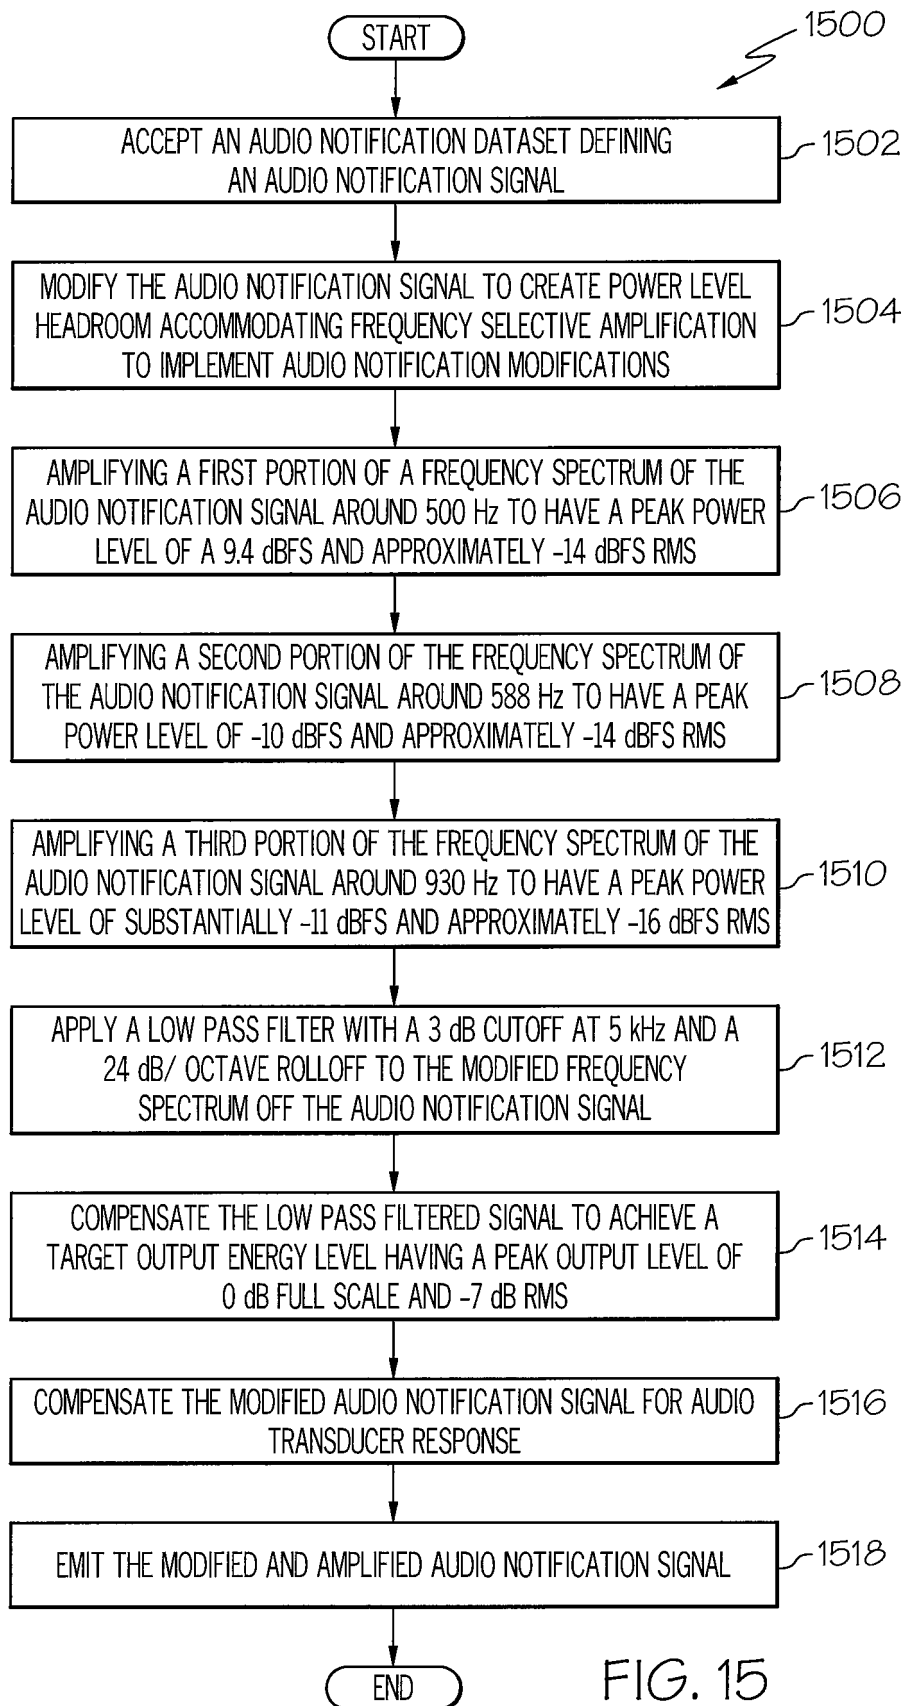 START
1500
ACCEPT AN AUDIO NOTIFICATION DATASET DEFINING
AN AUDIO NOTIFICATION SIGNAL
1502
MODIFY THE AUDIO NOTIFICATION SIGNAL TO CREATE POWER LEVEL
HEADROOM ACCOMMODATING FREQUENCY SELECTIVE AMPLIFICATION
TO IMPLEMENT AUDIO NOTIFICATION MODIFICATIONS
1504
AMPLIFYING A FIRST PORTION OF A FREQUENCY SPECTRUM OF THE
AUDIO NOTIFICATION SIGNAL AROUND 500 Hz TO HAVE A PEAK POWER
LEVEL OF A 9.4 dBFS AND APPROXIMATELY -14 dBFS RMS
1506
AMPLIFYING A SECOND PORTION OF THE FREQUENCY SPECTRUM OF
THE AUDIO NOTIFICATION SIGNAL AROUND 588 Hz TO HAVE A PEAK
POWER LEVEL OF -10 dBFS AND APPROXIMATELY -14 dBFS RMS
1508
AMPLIFYING A THIRD PORTION OF THE FREQUENCY SPECTRUM OF THE
AUDIO NOTIFICATION SIGNAL AROUND 930 Hz TO HAVE A PEAK POWER
LEVEL OF SUBSTANTIALLY -11 dBFS AND APPROXIMATELY -16 dBFS RMS
1510
APPLY A LOW PASS FILTER WITH A 3 dB CUTOFF AT 5 kHz AND A
24 dB/ OCTAVE ROLLOFF TO THE MODIFIED FREQUENCY
SPECTRUM OFF THE AUDIO NOTIFICATION SIGNAL
1512
COMPENSATE THE LOW PASS FILTERED SIGNAL TO ACHIEVE A
TARGET OUTPUT ENERGY LEVEL HAVING A PEAK OUTPUT LEVEL OF
0 dB FULL SCALE AND -7 dB RMS
1514
COMPENSATE THE MODIFIED AUDIO NOTIFICATION SIGNAL FOR AUDIO
TRANSDUCER RESPONSE
1516
EMIT THE MODIFIED AND AMPLIFIED AUDIO NOTIFICATION SIGNAL
1518
END
FIG. 15